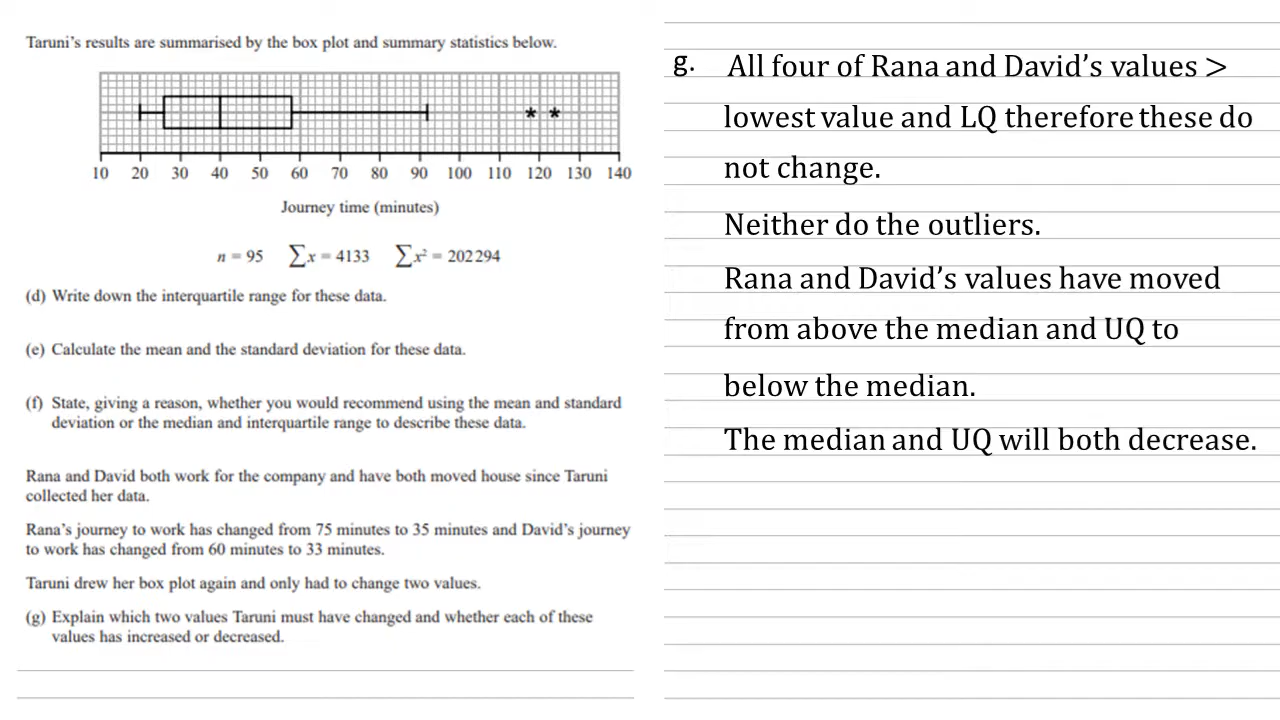 Taruni's results are summarised by the box plot and summary statistics below.
* *
10 20 30 40 50 60 70 80 90 100 110 120 130 140
Journey time (minutes)
n = 95 ∑x = 4133 ∑x² = 202294
(d) Write down the interquartile range for these data.
(e) Calculate the mean and the standard deviation for these data.
(f) State, giving a reason, whether you would recommend using the mean and standard
deviation or the median and interquartile range to describe these data.
Rana and David both work for the company and have both moved house since Taruni
collected her data.
Rana's journey to work has changed from 75 minutes to 35 minutes and David's journey
to work has changed from 60 minutes to 33 minutes.
Taruni drew her box plot again and only had to change two values.
(g) Explain which two values Taruni must have changed and whether each of these
values has increased or decreased.
g. All four of Rana and David's values >
lowest value and LQ therefore these do
not change.
Neither do the outliers.
Rana and David's values have moved
from above the median and UQ to
below the median.
The median and UQ will both decrease.